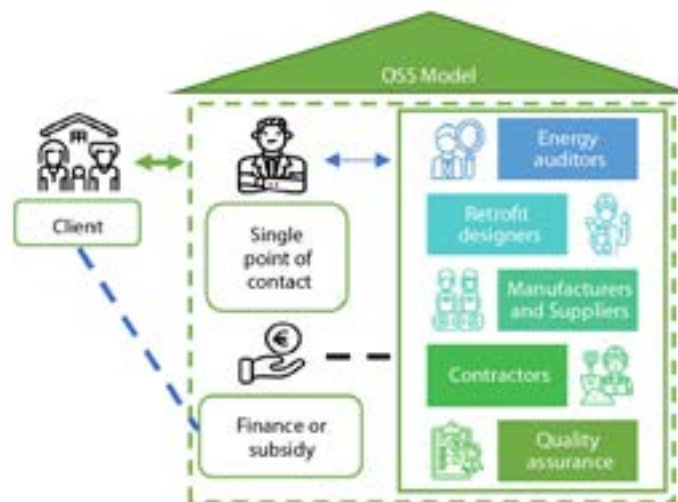 OSS Model
Client
Single
point of
contact
€
Finance or
subsidy
Energy
auditors
Retrofit
designers
Manufacturers
and Suppliers
Contractors
Quality
assurance